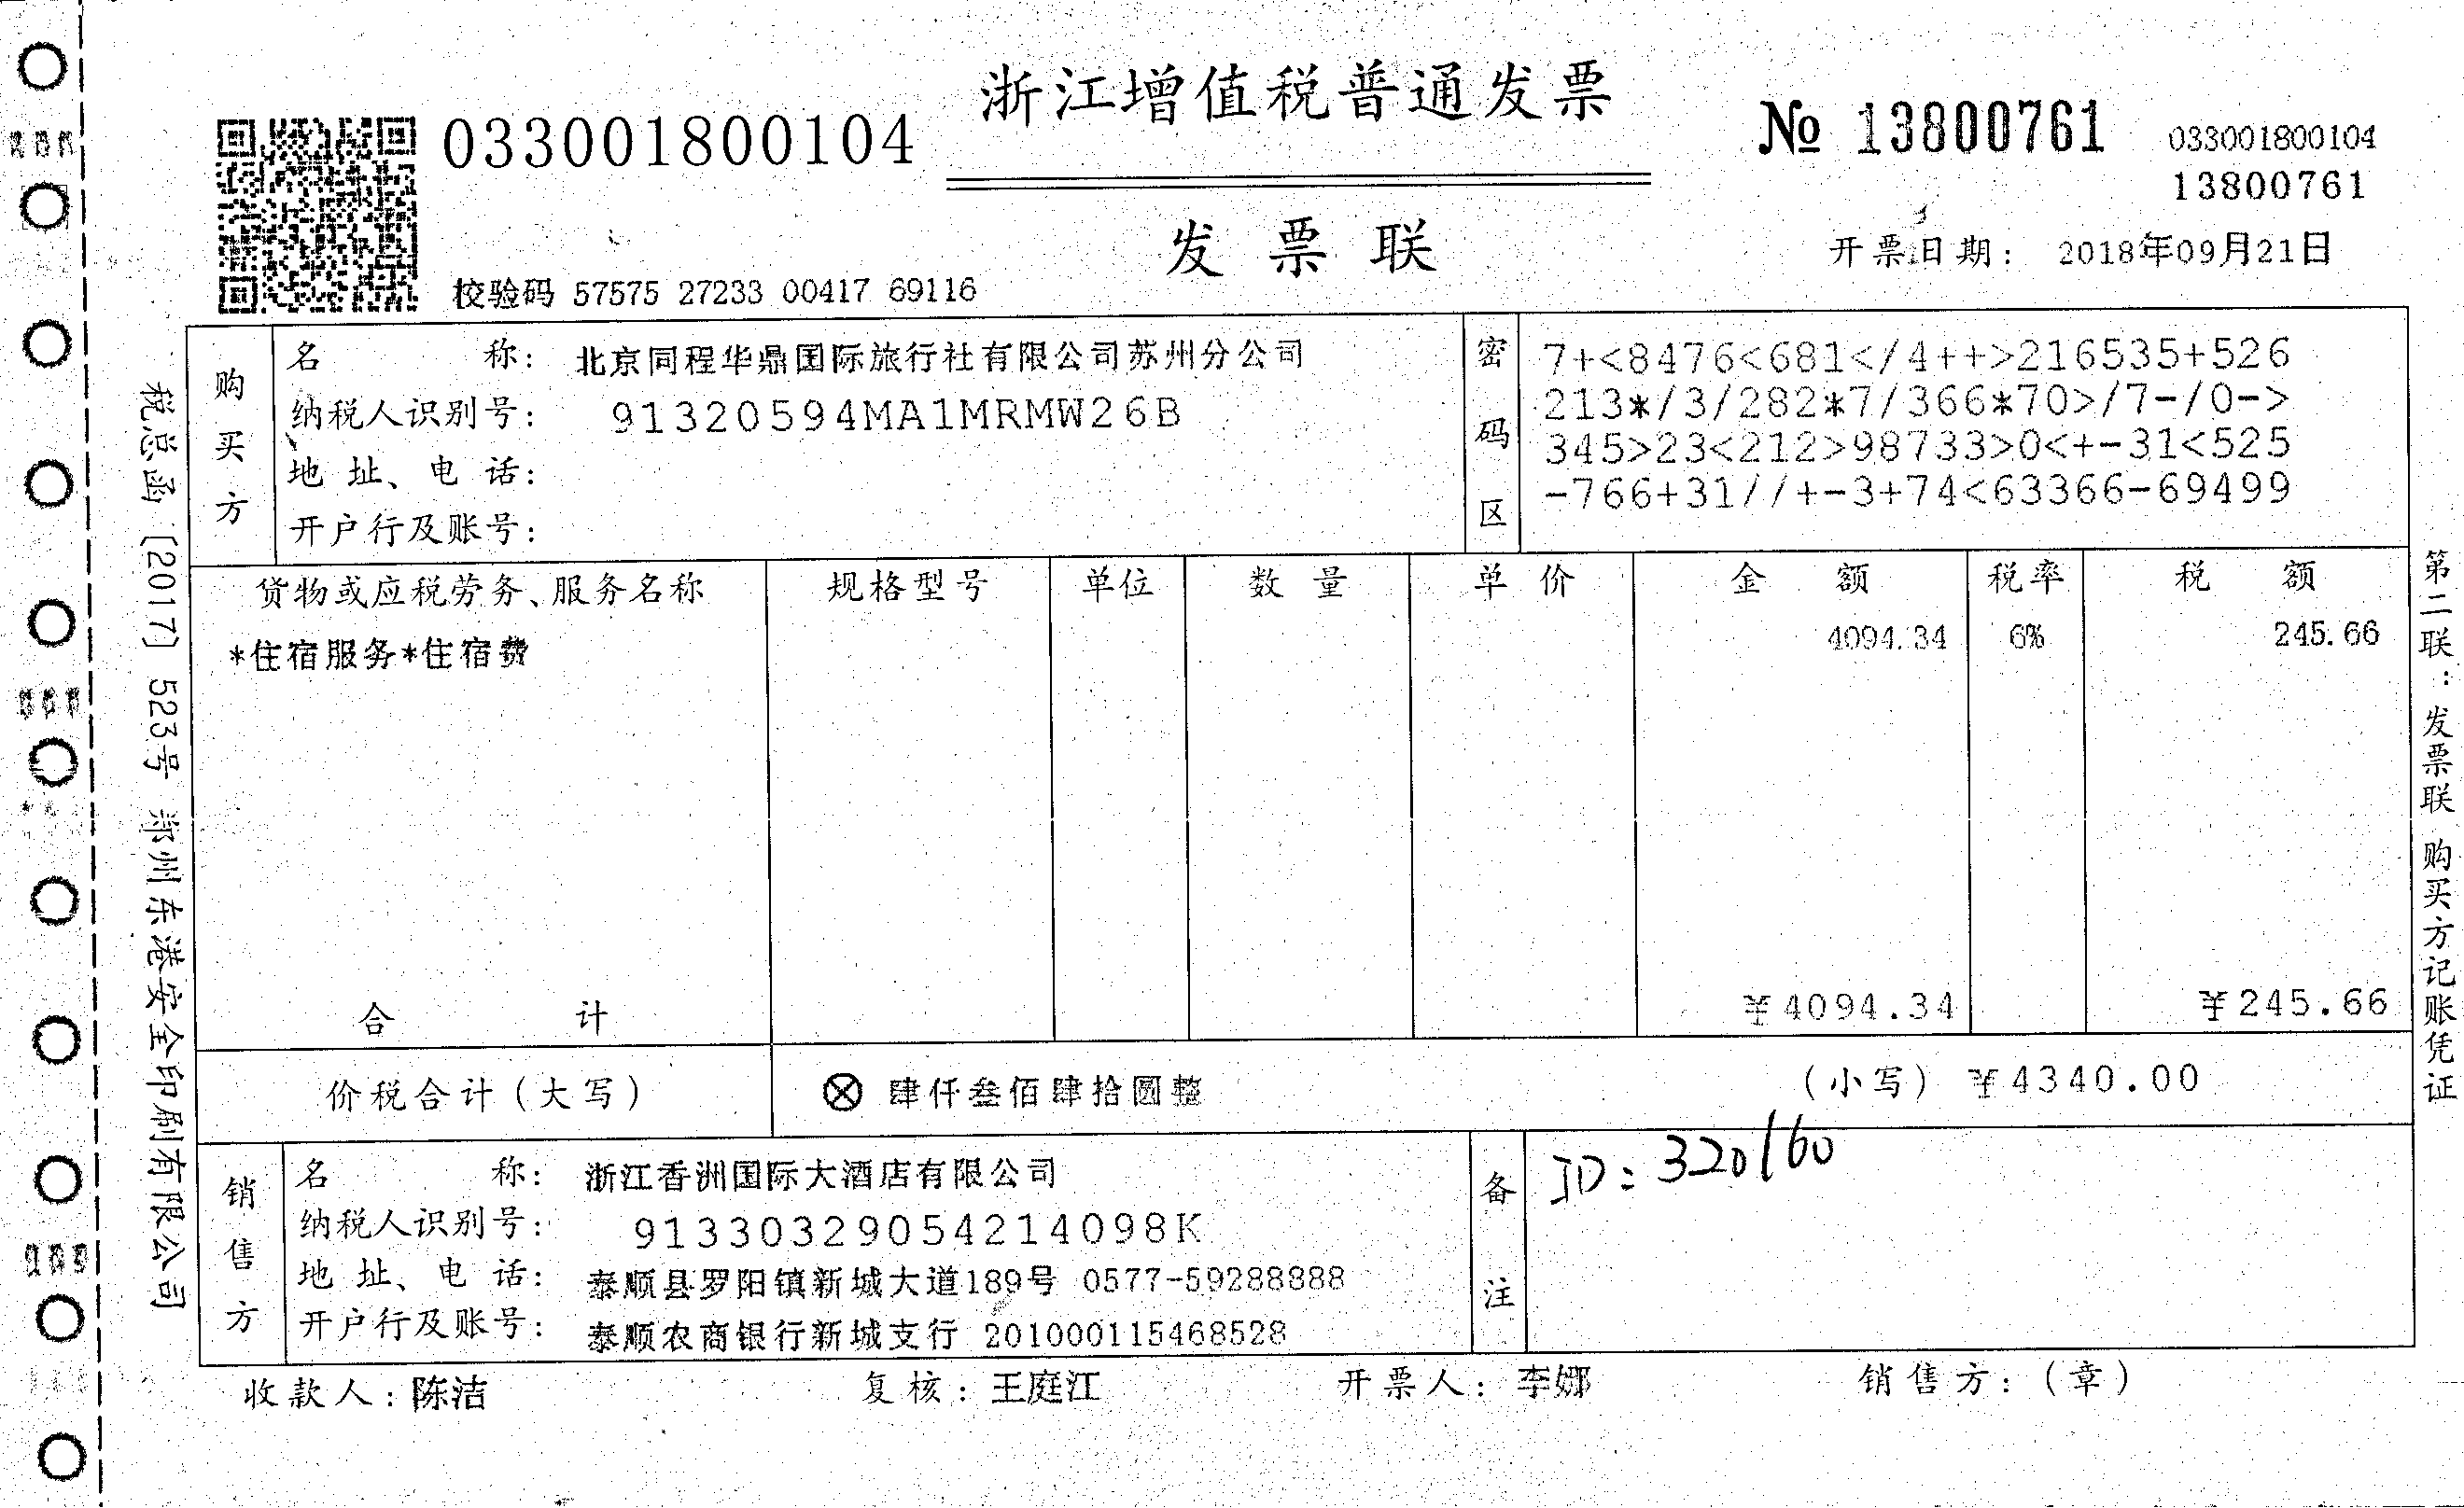 浙江增值税普通发票
033001800104
№ 13800761
033001800104
13800761
发票联
开票日期： 2018年09月21日
校验码 57575 27233 00417 69116
购买方
名称： 北京同程华鼎国际旅行社有限公司苏州分公司
纳税人识别号： 91320594MA1MRMW26B
地址、电话：
开户行及账号：
密码区
7+<8476<681</4++>216535+526
213*/3/282*7/366*70>/7-/0->
345>23<212>98733>0<+-31<525
-766+31//+-3+74<63366-69499
货物或应税劳务、服务名称 规格型号 单位 数量 单价 金额 税率 税额
*住宿服务*住宿费 4094.34 6% 245.66
合计 ¥4094.34 ¥245.66
价税合计（大写） ⊗ 肆仟叁佰肆拾圆整 （小写） ¥4340.00
销售方
名称： 浙江香洲国际大酒店有限公司
纳税人识别号： 91330329054214098K
地址、电话： 泰顺县罗阳镇新城大道189号 0577-59288888
开户行及账号： 泰顺农商银行新城支行 201000115468528
备注
JD：320160
收款人：陈洁 复核：王庭江 开票人：李娜 销售方：（章）
税总函〔2017〕523号 郑州东港安全印刷有限公司
第二联：发票联 购买方记账凭证